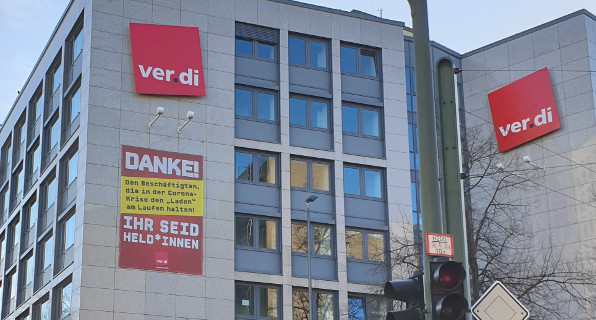 ver.di
ver.di
DANKE!
Den Beschäftigten,
die in der Corona-
Krise den „Laden"
am Laufen halten!
IHR SEID
HELD*INNEN